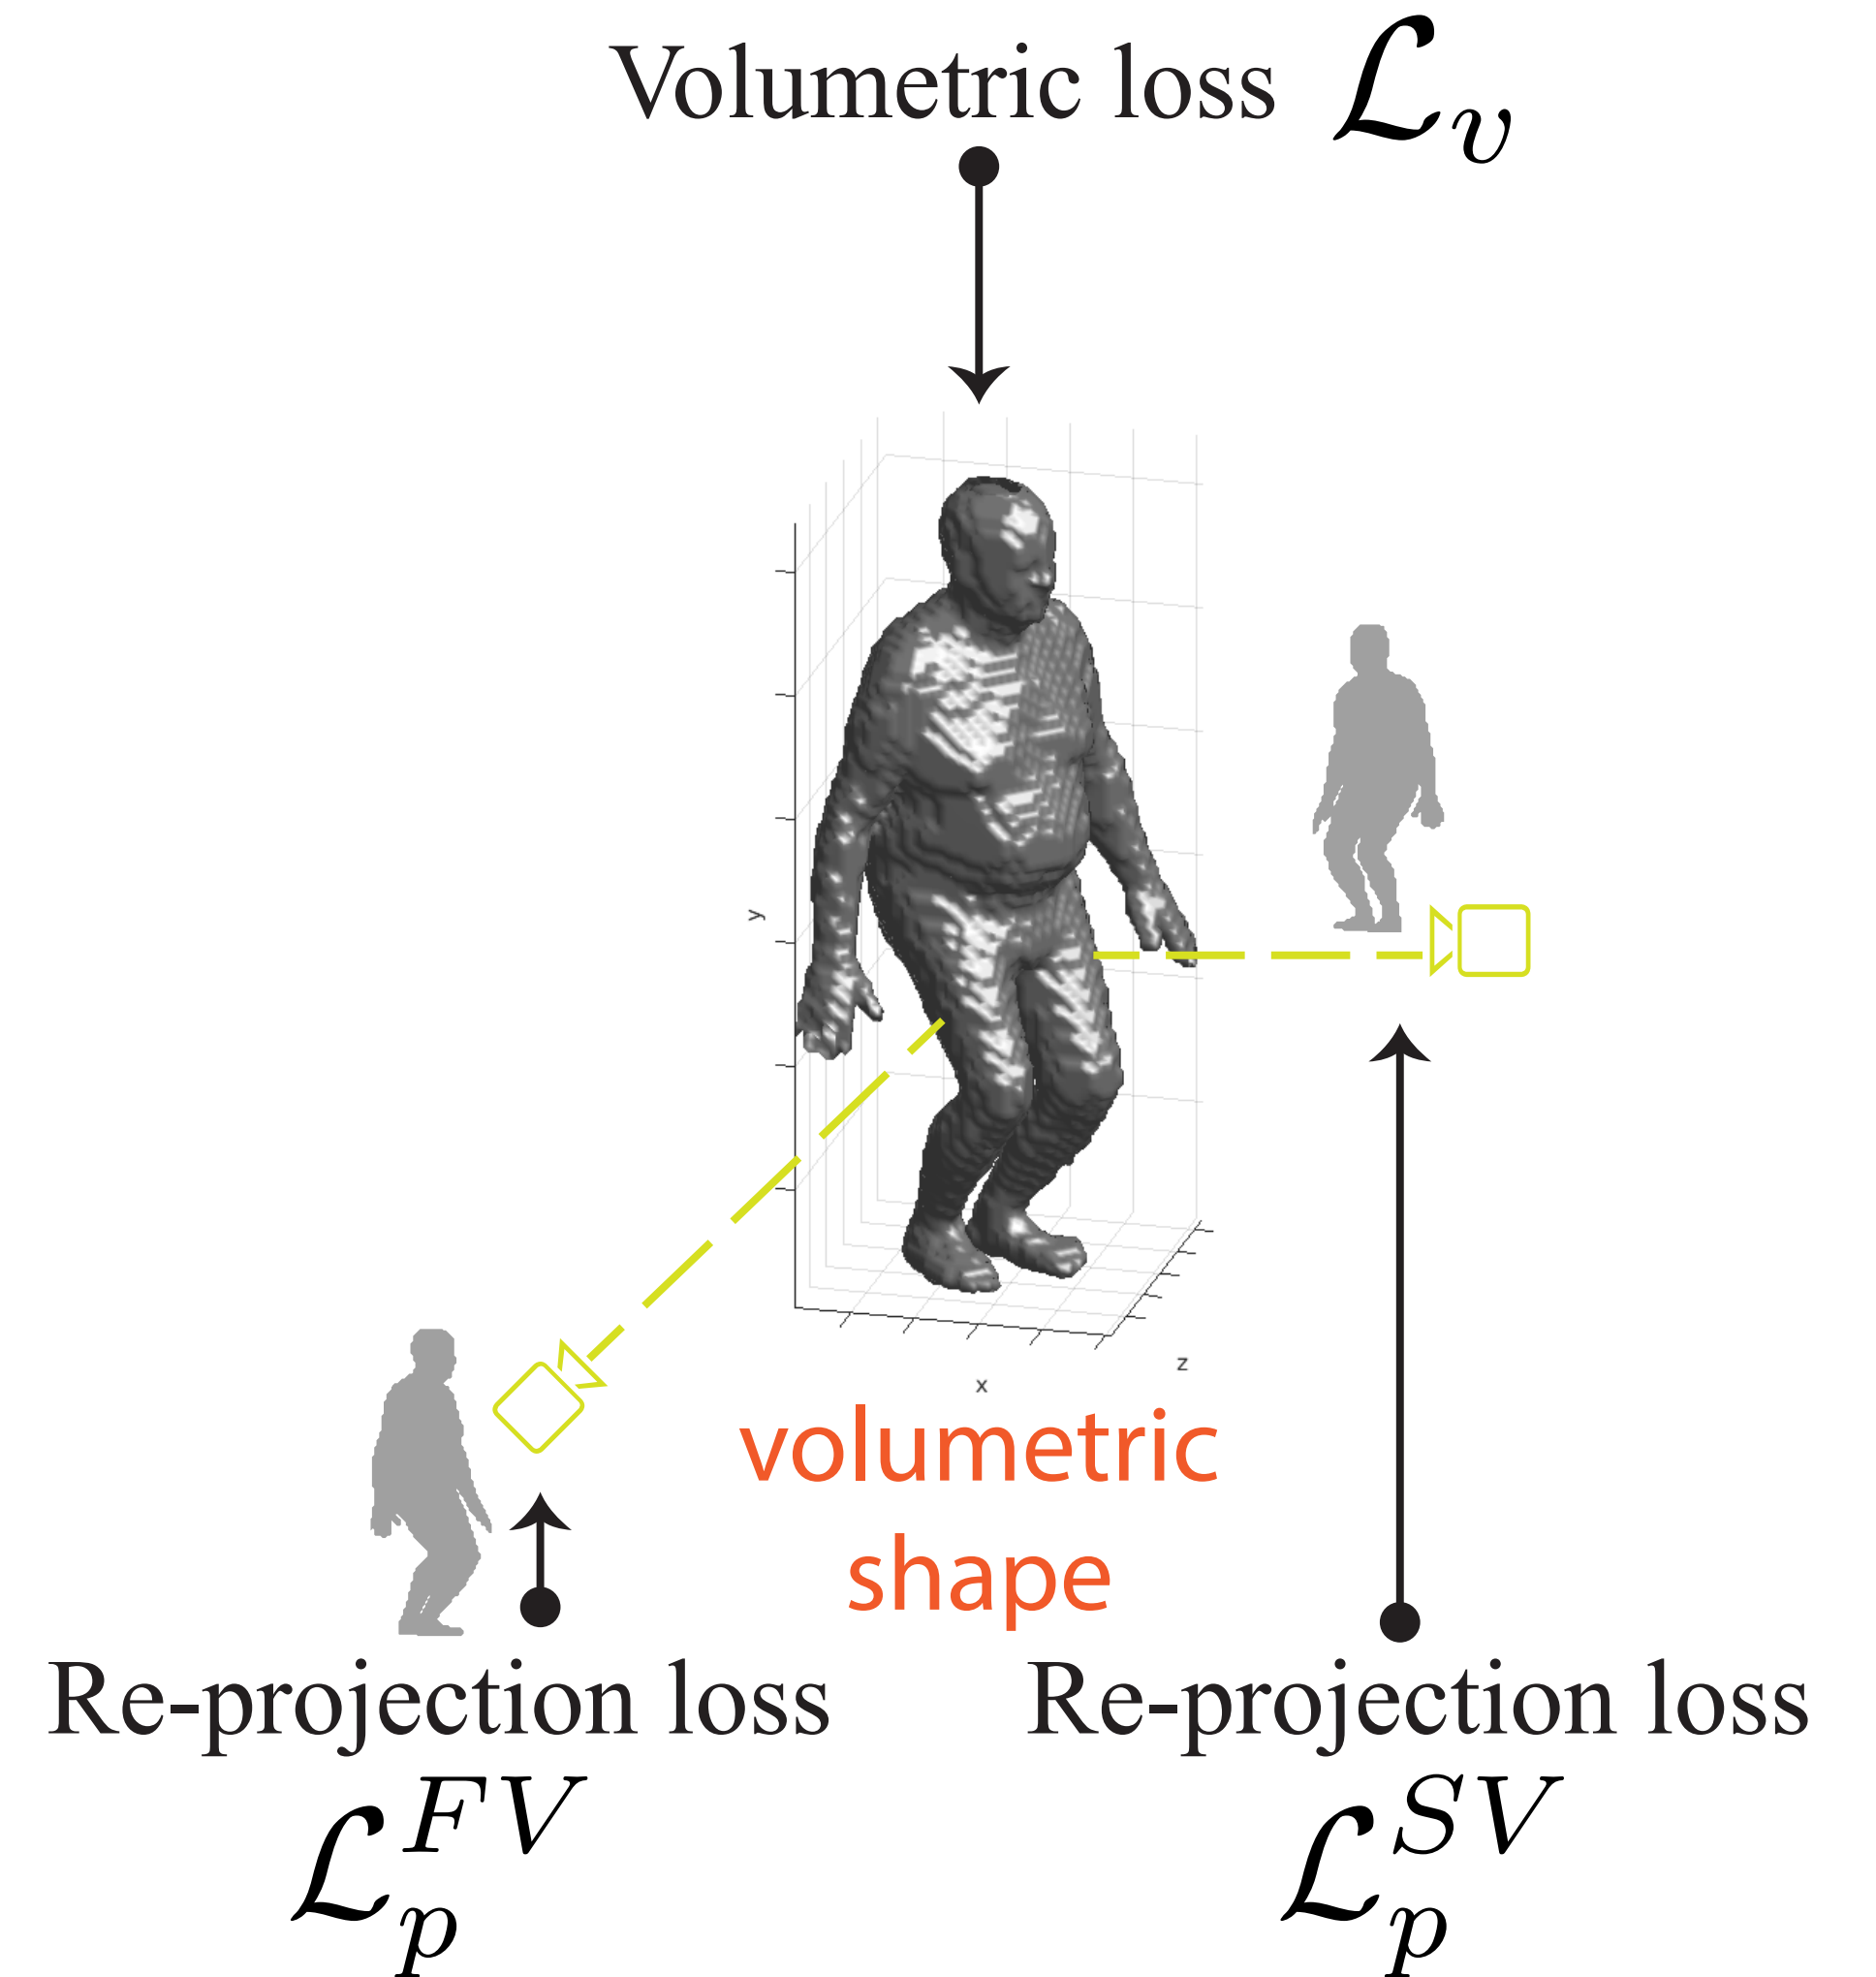 Volumetric loss ℒ_v
y
z
x
volumetric
shape
Re-projection loss
ℒ_p^{FV}
Re-projection loss
ℒ_p^{SV}